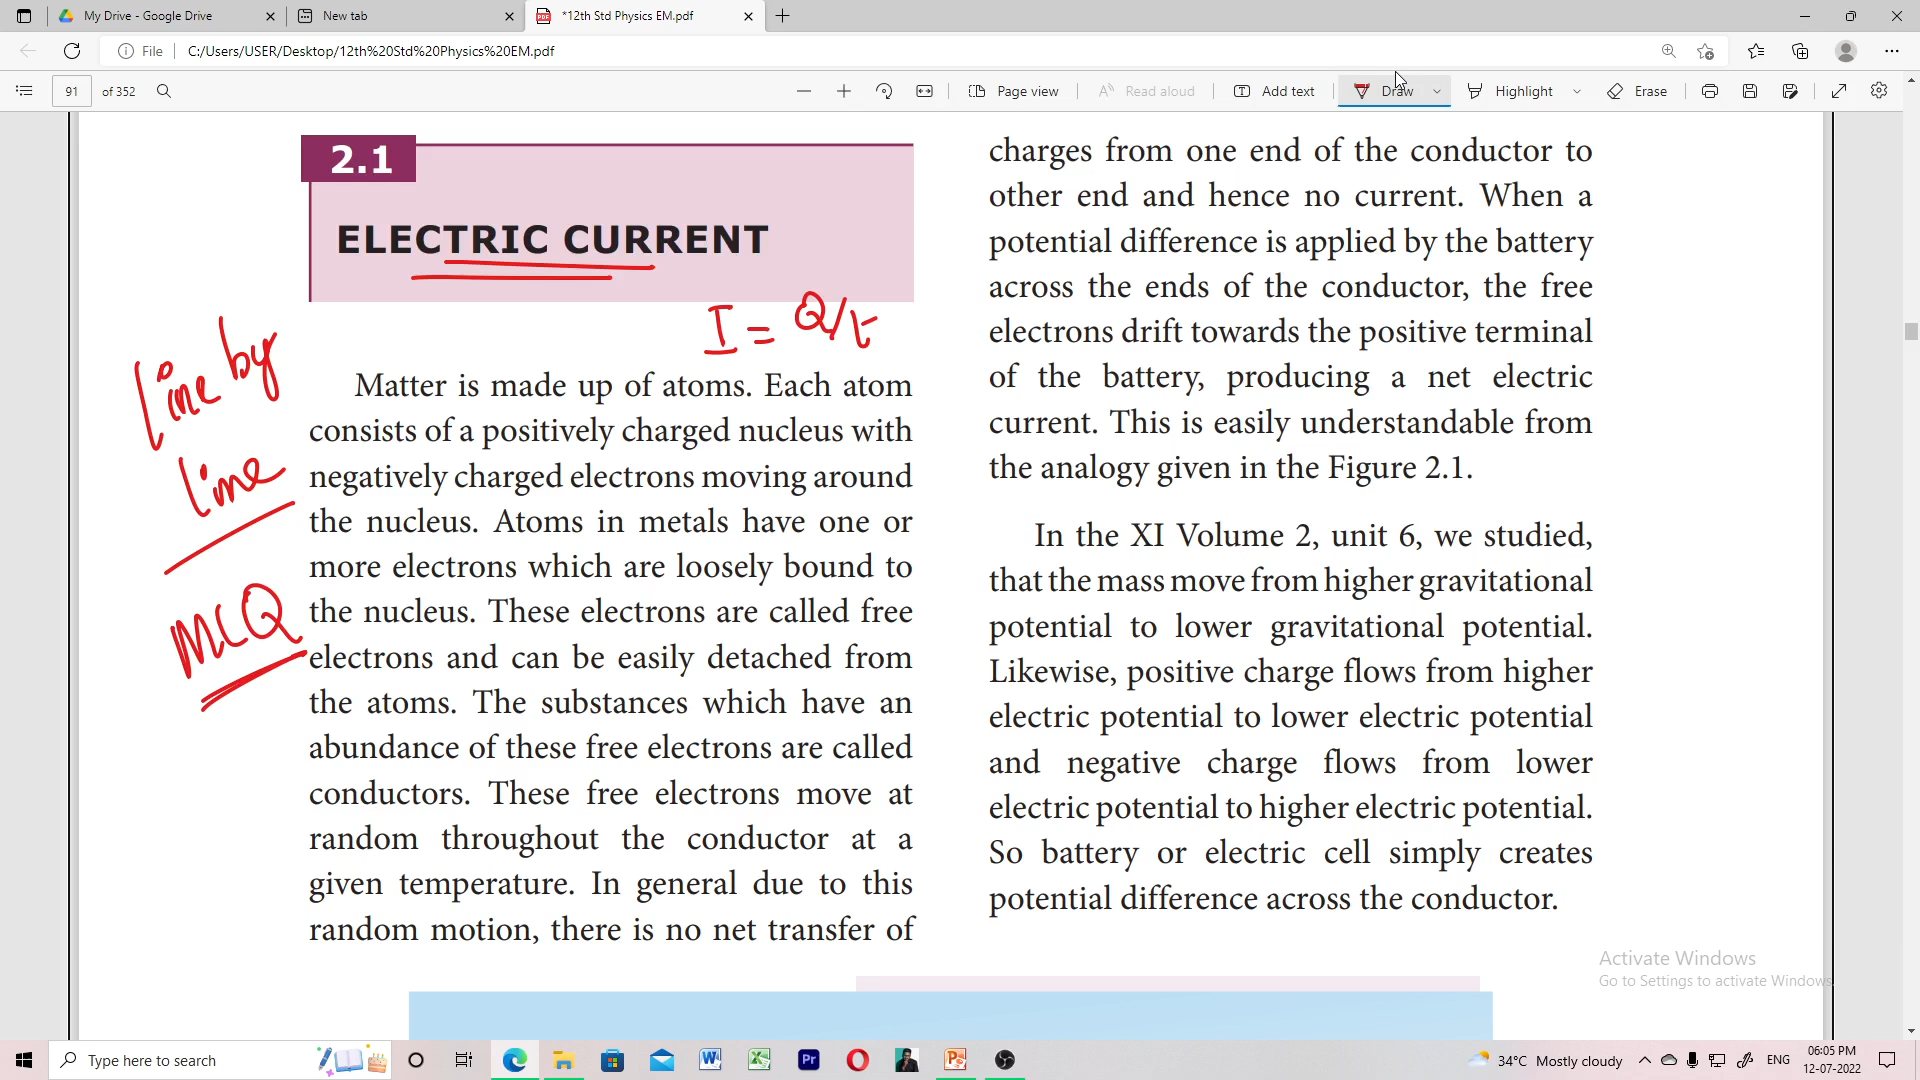 My Drive - Google Drive
New tab
*12th Std Physics EM.pdf
File
C:/Users/USER/Desktop/12th%20Std%20Physics%20EM.pdf
91 of 352
Page view
Read aloud
Add text
Draw
Highlight
Erase
2.1
ELECTRIC CURRENT
I = Q/t
line by
line
MCQ
Matter is made up of atoms. Each atom
consists of a positively charged nucleus with
negatively charged electrons moving around
the nucleus. Atoms in metals have one or
more electrons which are loosely bound to
the nucleus. These electrons are called free
electrons and can be easily detached from
the atoms. The substances which have an
abundance of these free electrons are called
conductors. These free electrons move at
random throughout the conductor at a
given temperature. In general due to this
random motion, there is no net transfer of
charges from one end of the conductor to
other end and hence no current. When a
potential difference is applied by the battery
across the ends of the conductor, the free
electrons drift towards the positive terminal
of the battery, producing a net electric
current. This is easily understandable from
the analogy given in the Figure 2.1.
In the XI Volume 2, unit 6, we studied,
that the mass move from higher gravitational
potential to lower gravitational potential.
Likewise, positive charge flows from higher
electric potential to lower electric potential
and negative charge flows from lower
electric potential to higher electric potential.
So battery or electric cell simply creates
potential difference across the conductor.
Activate Windows
Go to Settings to activate Windows.
Type here to search
34°C Mostly cloudy
ENG
06:05 PM
12-07-2022